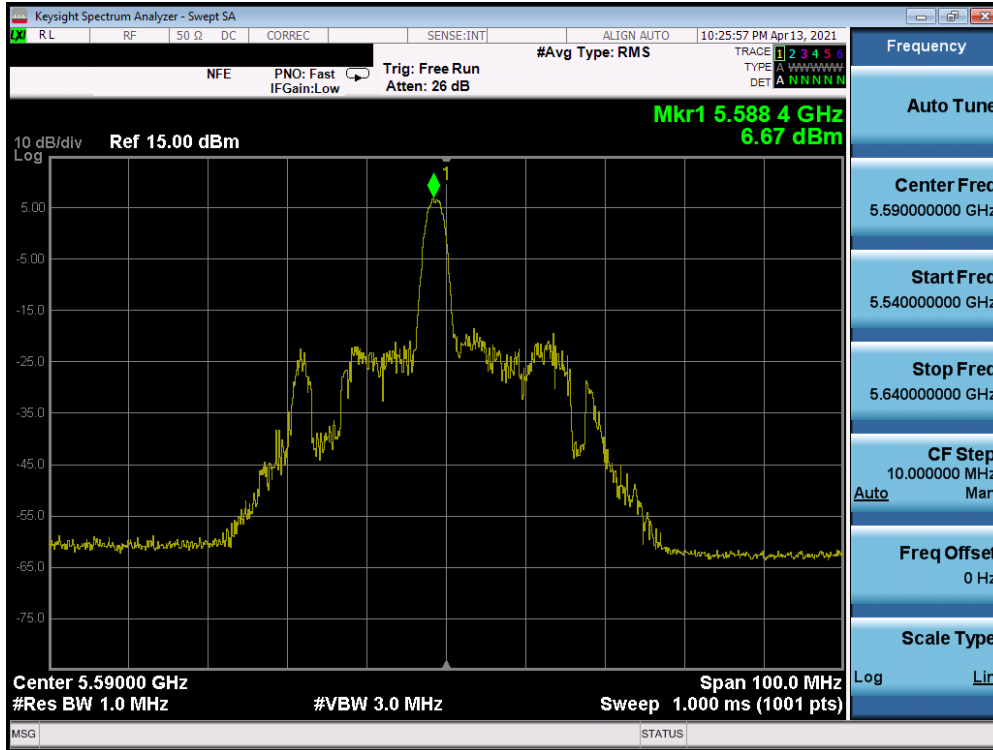 Keysight Spectrum Analyzer - Swept SA
LXI RL RF 50 Ω DC CORREC SENSE:INT ALIGN AUTO 10:25:57 PM Apr 13, 2021
NFE PNO: Fast IFGain:Low Trig: Free Run Atten: 26 dB #Avg Type: RMS
TRACE 1 2 3 4 5 6
TYPE A WWWWW
DET A N N N N N
Mkr1 5.588 4 GHz
6.67 dBm
10 dB/div Ref 15.00 dBm
Log
1
5.00
-5.00
-15.0
-25.0
-35.0
-45.0
-55.0
-65.0
-75.0
Center 5.59000 GHz Span 100.0 MHz
#Res BW 1.0 MHz #VBW 3.0 MHz Sweep 1.000 ms (1001 pts)
MSG STATUS
Frequency
Auto Tune
Center Freq
5.590000000 GHz
Start Freq
5.540000000 GHz
Stop Freq
5.640000000 GHz
CF Step
10.000000 MHz
Auto Man
Freq Offset
0 Hz
Scale Type
Log Lin